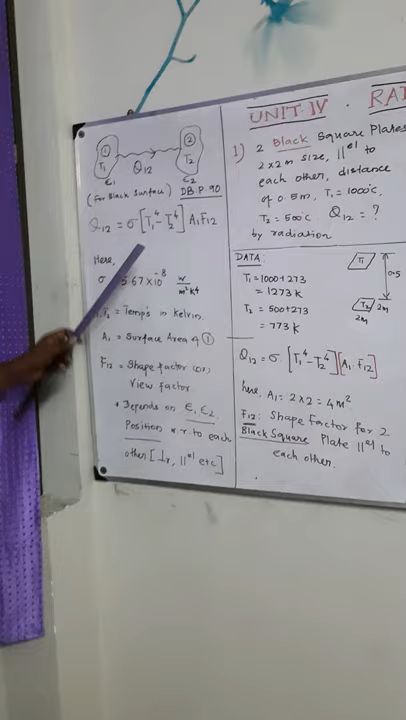 UNIT. IV . RA
① T1 ε1 Q12 ② T2 ε2
(For Black Surface) DB.P 90
Q12 = σ [T1⁴ - T2⁴] A1 F12
Here,
5.67 × 10⁻⁸ W/m²K⁴
T2 = Temp's in Kelvin.
A1 = Surface Area of ①
F12 = Shape factor (or)
View factor.
* Depends on ε1 ε2
Position w.r.to each
other [⊥r, ||el etc]
1) 2 Black Square Plates
2×2m size, ||el to
each other, distance
of 0.5m, T1 = 1000°C,
T2 = 500°C. Q12 = ?
by radiation
DATA:
T1 = 1000 + 273
= 1273 K
T2 = 500 + 273
= 773 K
T1
0.5
T2 2m
2m
Q12 = σ [T1⁴ - T2⁴] [A1 F12]
here, A1 = 2 × 2 = 4m²
F12: Shape factor for 2
Black Square Plate ||el to
each other.